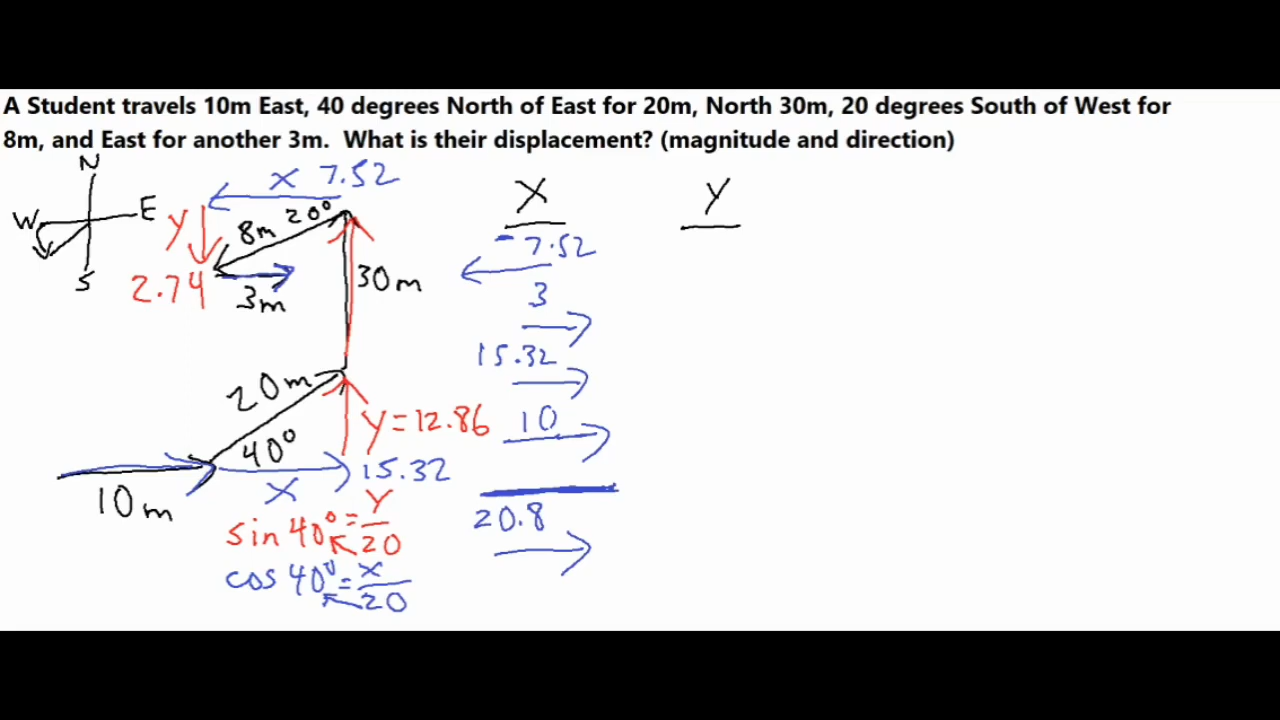 A Student travels 10m East, 40 degrees North of East for 20m, North 30m, 20 degrees South of West for
8m, and East for another 3m.  What is their displacement? (magnitude and direction)
N
W E
S
X 7.52
Y
8m 20°
2.74
3m
30m
20m
40°
Y = 12.86
10m
X
15.32
sin 40° = Y/20
cos 40° = X/20
X
-7.52
3
15.32
10
20.8
Y